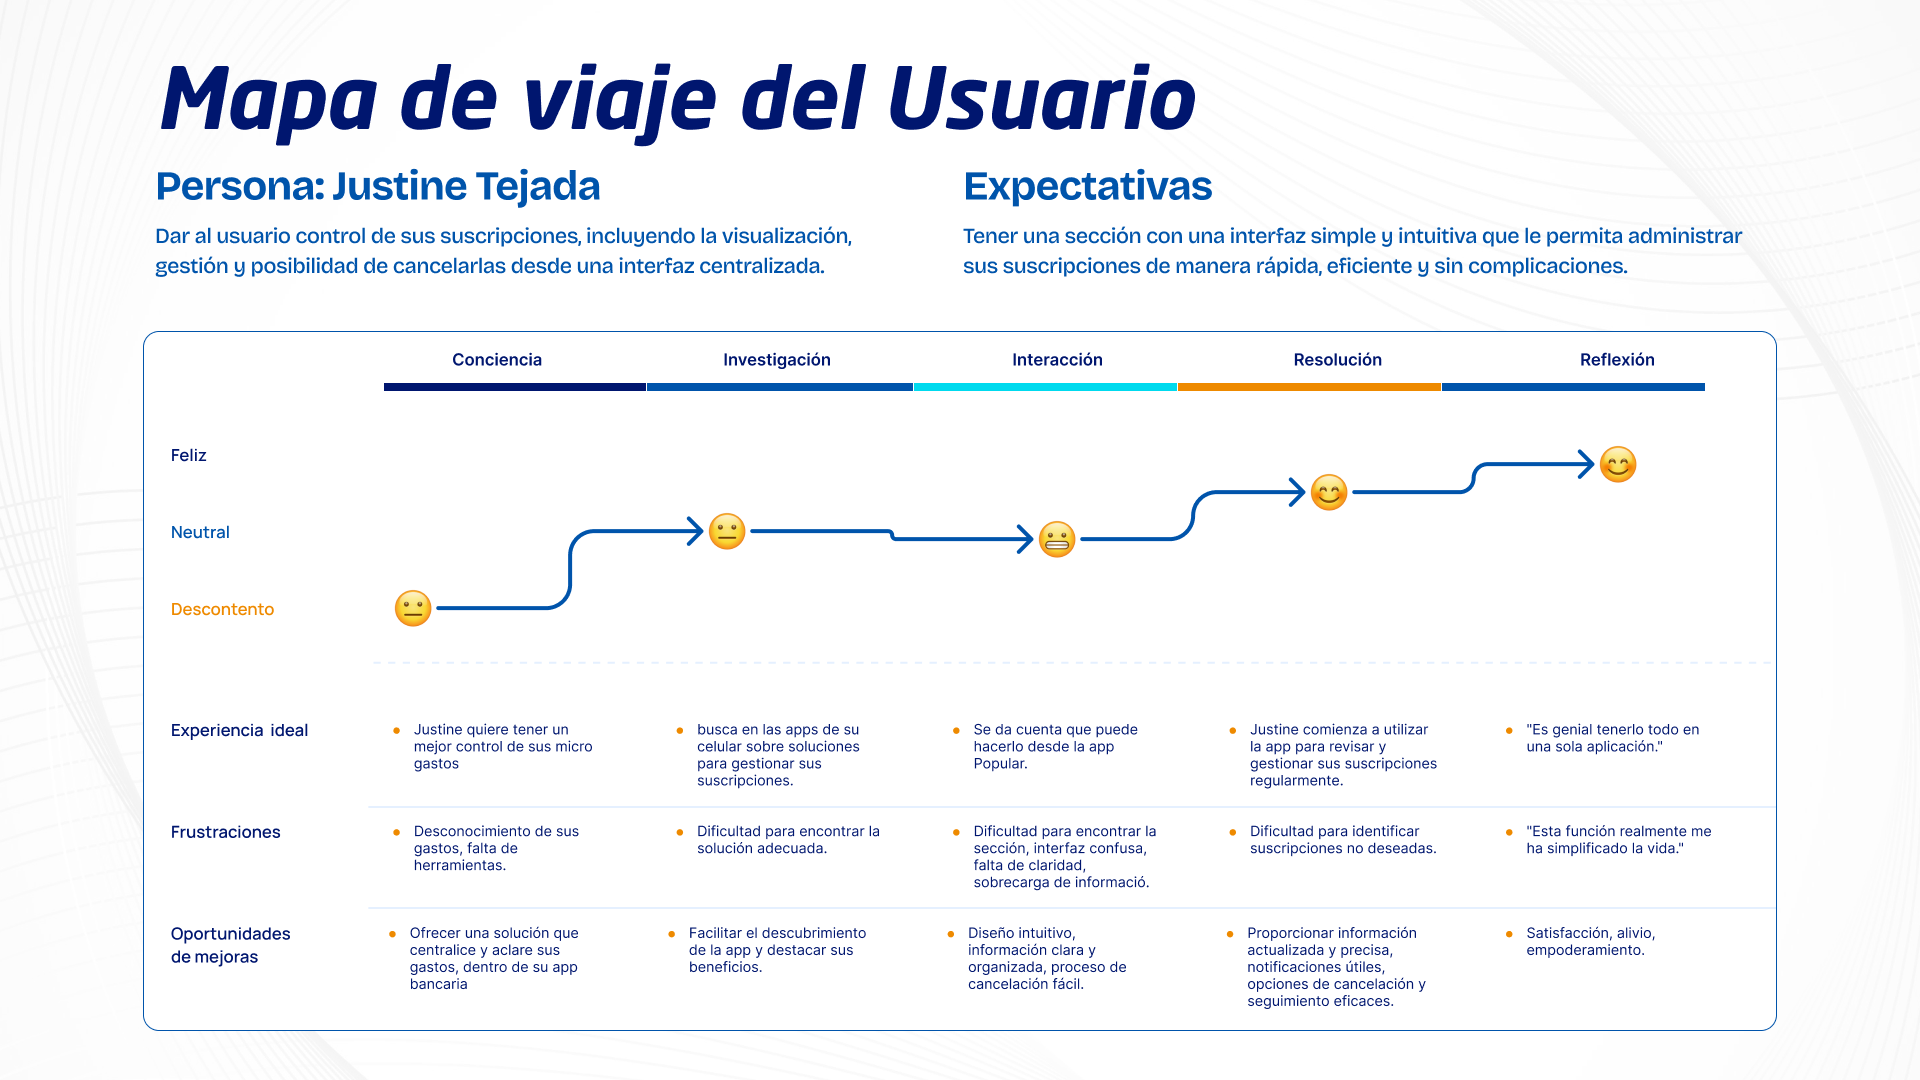 Mapa de viaje del Usuario
Persona: Justine Tejada
Dar al usuario control de sus suscripciones, incluyendo la visualización,
gestión y posibilidad de cancelarlas desde una interfaz centralizada.
Expectativas
Tener una sección con una interfaz simple y intuitiva que le permita administrar
sus suscripciones de manera rápida, eficiente y sin complicaciones.
Conciencia
Investigación
Interacción
Resolución
Reflexión
Feliz
Neutral
Descontento
Experiencia ideal
Justine quiere tener un
mejor control de sus micro
gastos
busca en las apps de su
celular sobre soluciones
para gestionar sus
suscripciones.
Se da cuenta que puede
hacerlo desde la app
Popular.
Justine comienza a utilizar
la app para revisar y
gestionar sus suscripciones
regularmente.
"Es genial tenerlo todo en
una sola aplicación."
Frustraciones
Desconocimiento de sus
gastos, falta de
herramientas.
Dificultad para encontrar la
solución adecuada.
Dificultad para encontrar la
sección, interfaz confusa,
falta de claridad,
sobrecarga de informació.
Dificultad para identificar
suscripciones no deseadas.
"Esta función realmente me
ha simplificado la vida."
Oportunidades
de mejoras
Ofrecer una solución que
centralice y aclare sus
gastos, dentro de su app
bancaria
Facilitar el descubrimiento
de la app y destacar sus
beneficios.
Diseño intuitivo,
información clara y
organizada, proceso de
cancelación fácil.
Proporcionar información
actualizada y precisa,
notificaciones útiles,
opciones de cancelación y
seguimiento eficaces.
Satisfacción, alivio,
empoderamiento.